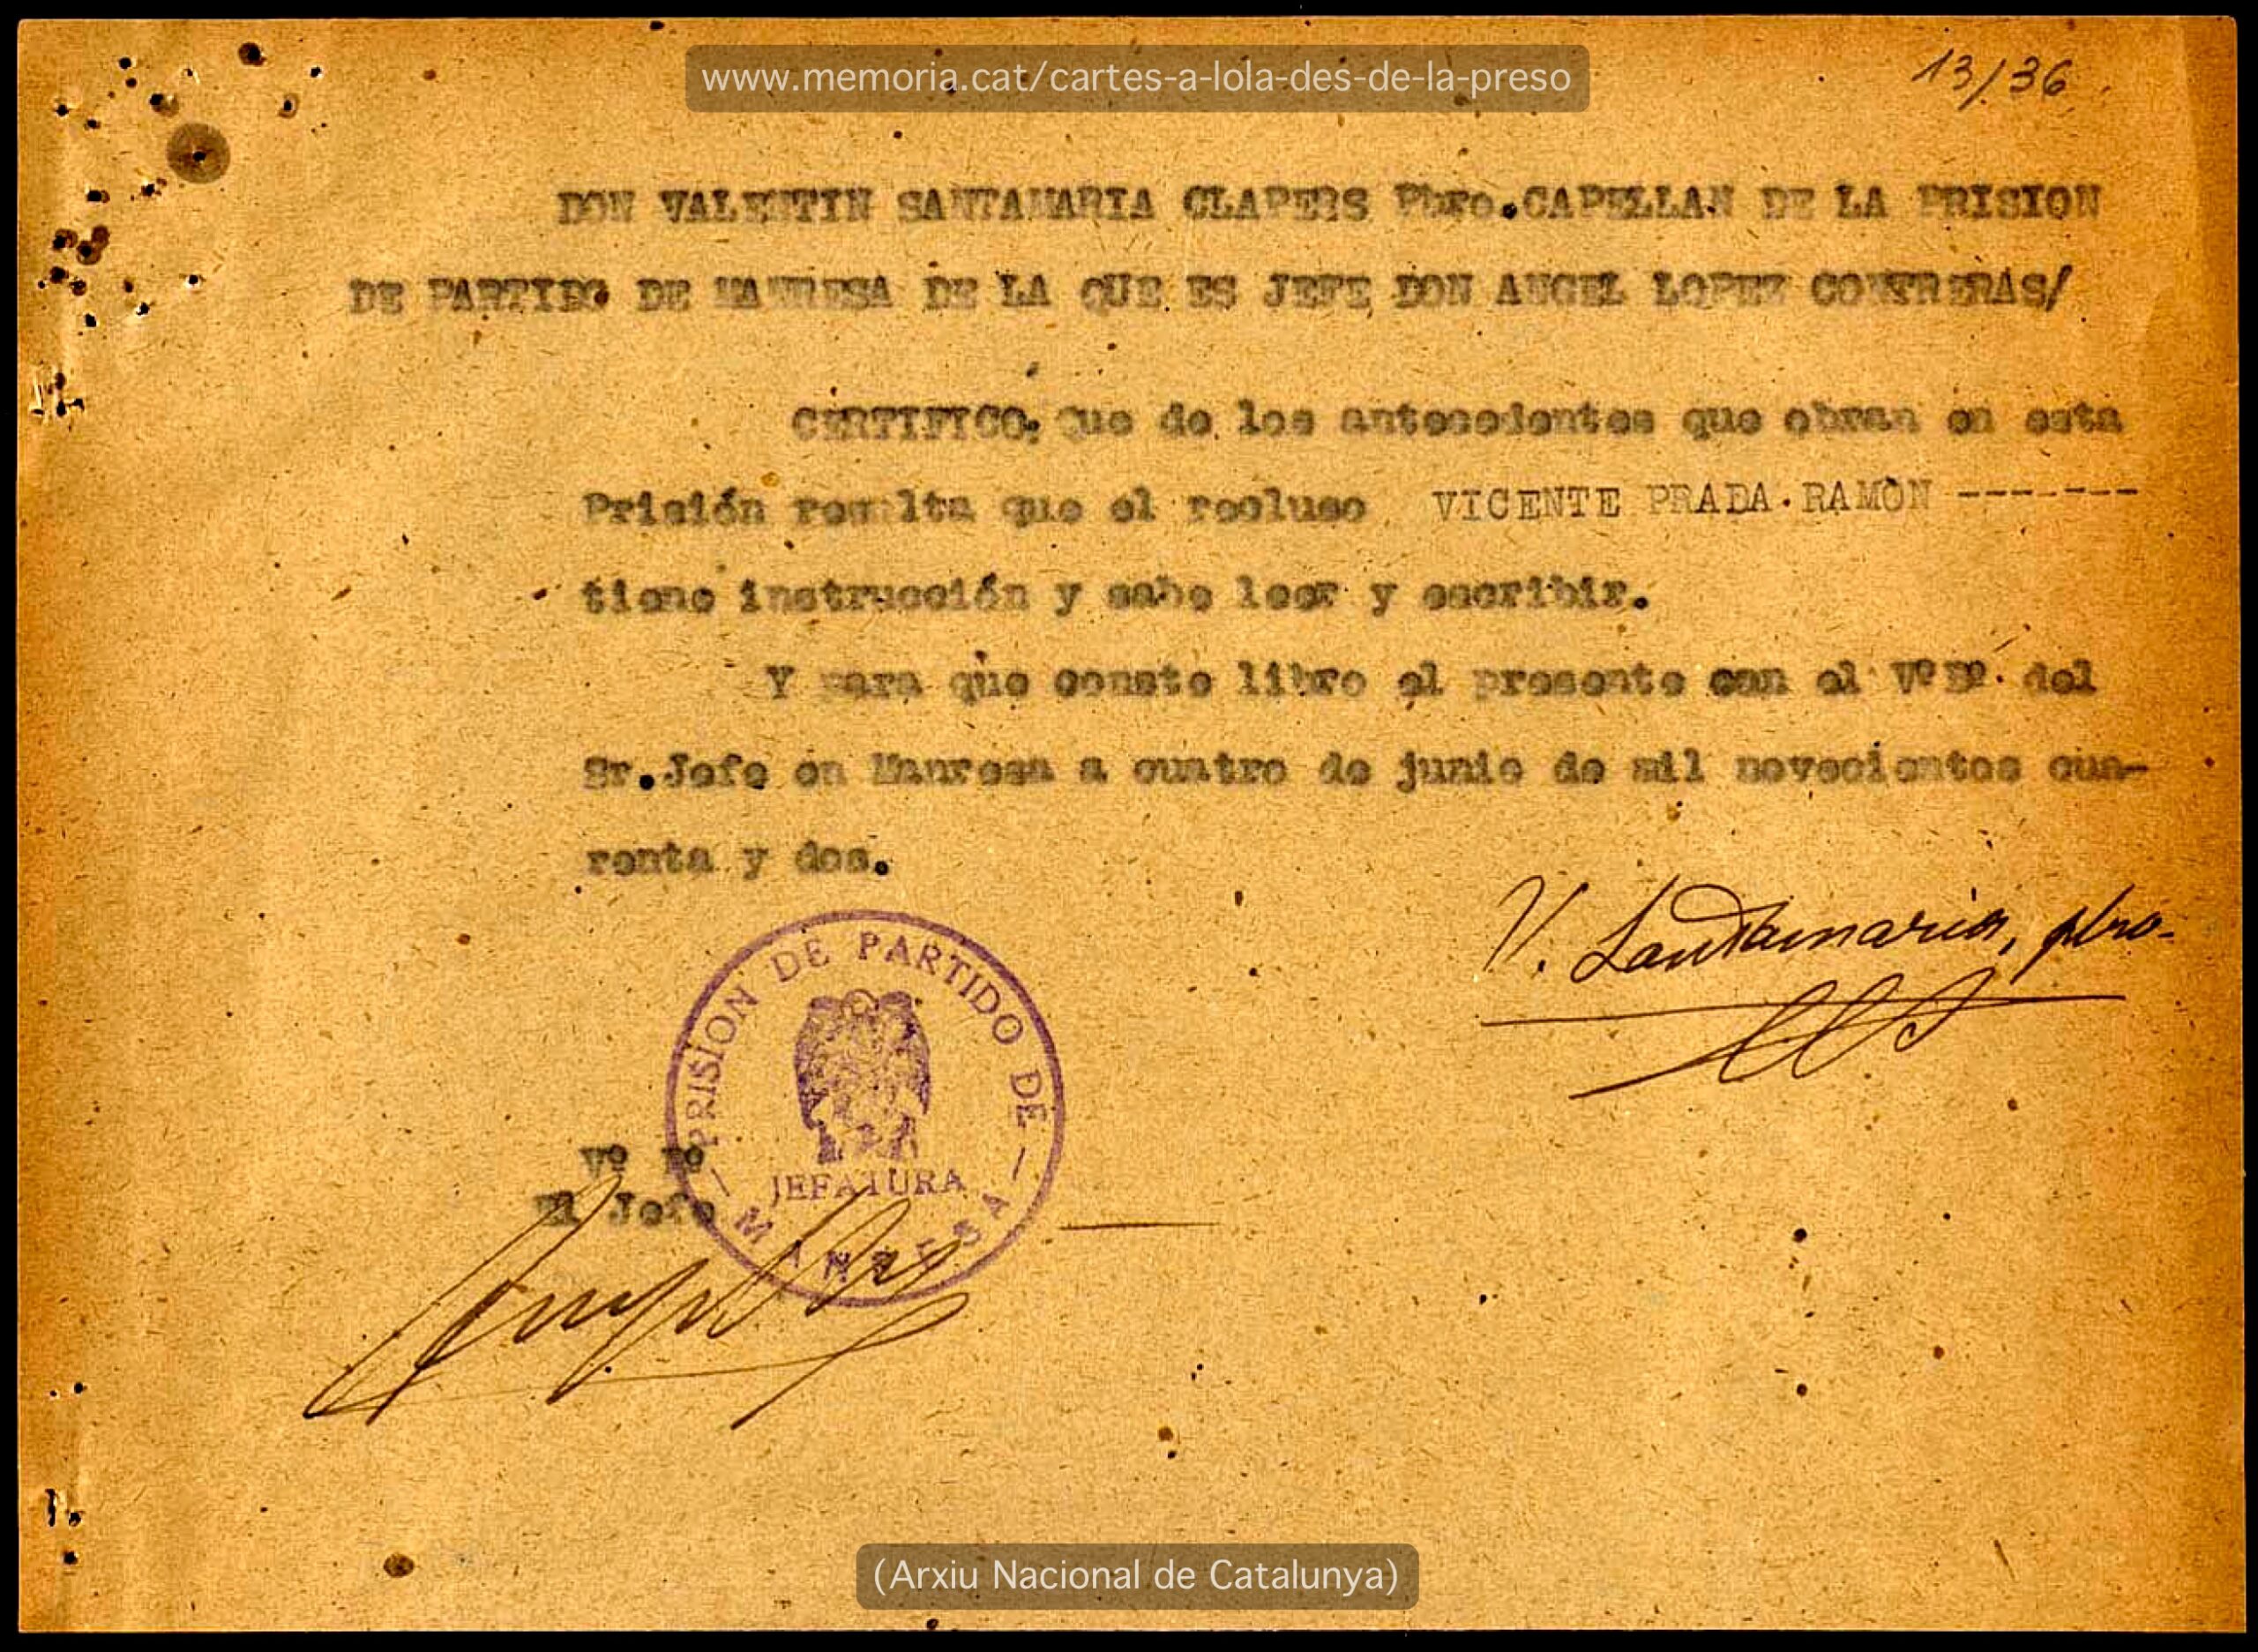 www.memoria.cat/cartes-a-lola-des-de-la-preso
13/36
DON VALENTIN SANTAMARIA CLAPERS Pbro. CAPELLAN DE LA PRISION
DE PARTIDO DE MANRESA DE LA QUE ES JEFE DON ANGEL LOPEZ CONTRERAS/
CERTIFICO: Que de los antecedentes que obran en esta
Prisión resulta que el recluso VICENTE PRADA RAMÒN -------
tiene instrucción y sabe leer y escribir.
Y para que conste libro el presente con el Vº Bº. del
Sr. Jefe en Manresa a cuatro de junio de mil novecientos cua-
renta y dos.
V. Santamaria, pbro.
PRISION DE PARTIDO DE
JEFATURA
— MANRESA —
Vº Bº
El Jefe
(Arxiu Nacional de Catalunya)